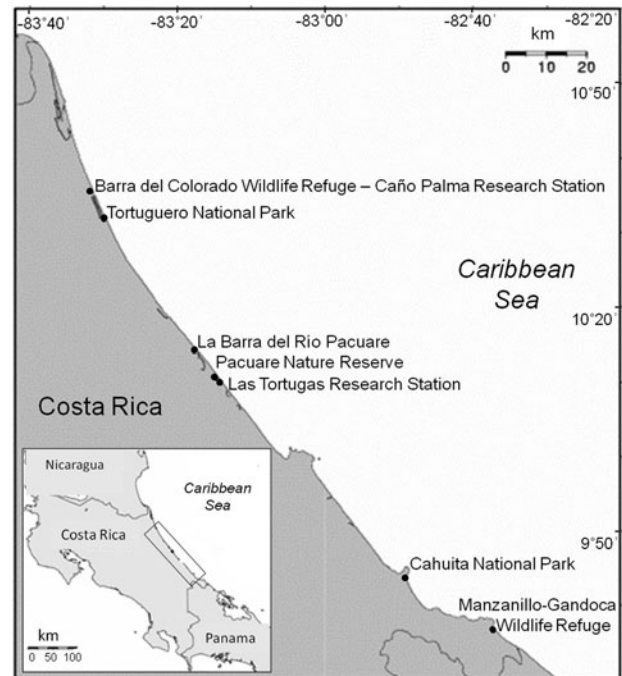 -83°40' -83°20' -83°00' -82°40' -82°20'
km
0 10 20
10°50'
Barra del Colorado Wildlife Refuge – Caño Palma Research Station
Tortuguero National Park
Caribbean
Sea
10°20'
La Barra del Rio Pacuare
Pacuare Nature Reserve
Las Tortugas Research Station
Costa Rica
Nicaragua
Caribbean
Sea
Costa Rica
Panama
km
0 50 100
9°50'
Cahuita National Park
Manzanillo-Gandoca
Wildlife Refuge